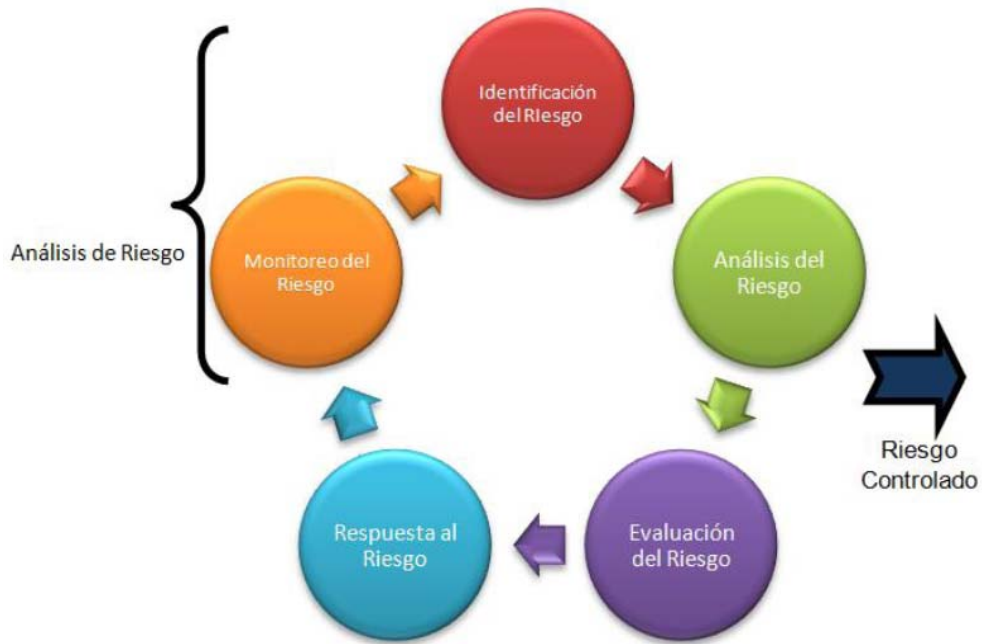 Identificación
del RIesgo
Análisis de Riesgo
Monitoreo del
Riesgo
Análisis del
Riesgo
Riesgo
Controlado
Respuesta al
Riesgo
Evaluación
del Riesgo